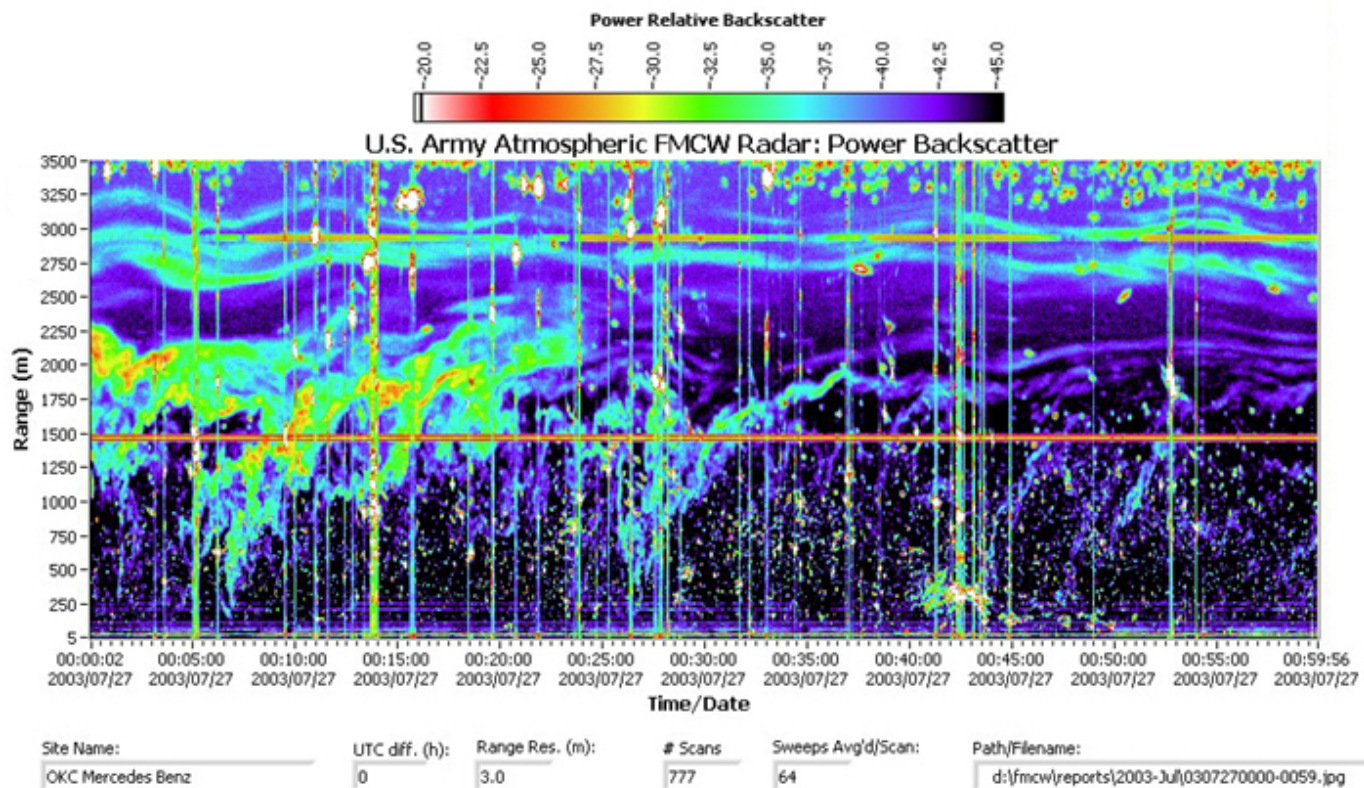 Power Relative Backscatter
--20.0 --22.5 --25.0 --27.5 --30.0 --32.5 --35.0 --37.5 --40.0 --42.5 --45.0
U.S. Army Atmospheric FMCW Radar: Power Backscatter
Range (m)
3500
3250
3000
2750
2500
2250
2000
1750
1500
1250
1000
750
500
250
5
00:00:02 00:05:00 00:10:00 00:15:00 00:20:00 00:25:00 00:30:00 00:35:00 00:40:00 00:45:00 00:50:00 00:55:00 00:59:56
2003/07/27 2003/07/27 2003/07/27 2003/07/27 2003/07/27 2003/07/27 2003/07/27 2003/07/27 2003/07/27 2003/07/27 2003/07/27 2003/07/27 2003/07/27
Time/Date
Site Name: UTC diff. (h): Range Res. (m): # Scans Sweeps Avg'd/Scan: Path/Filename:
OKC Mercedes Benz 0 3.0 777 64 d:\fmcw\reports\2003-Jul\0307270000-0059.jpg